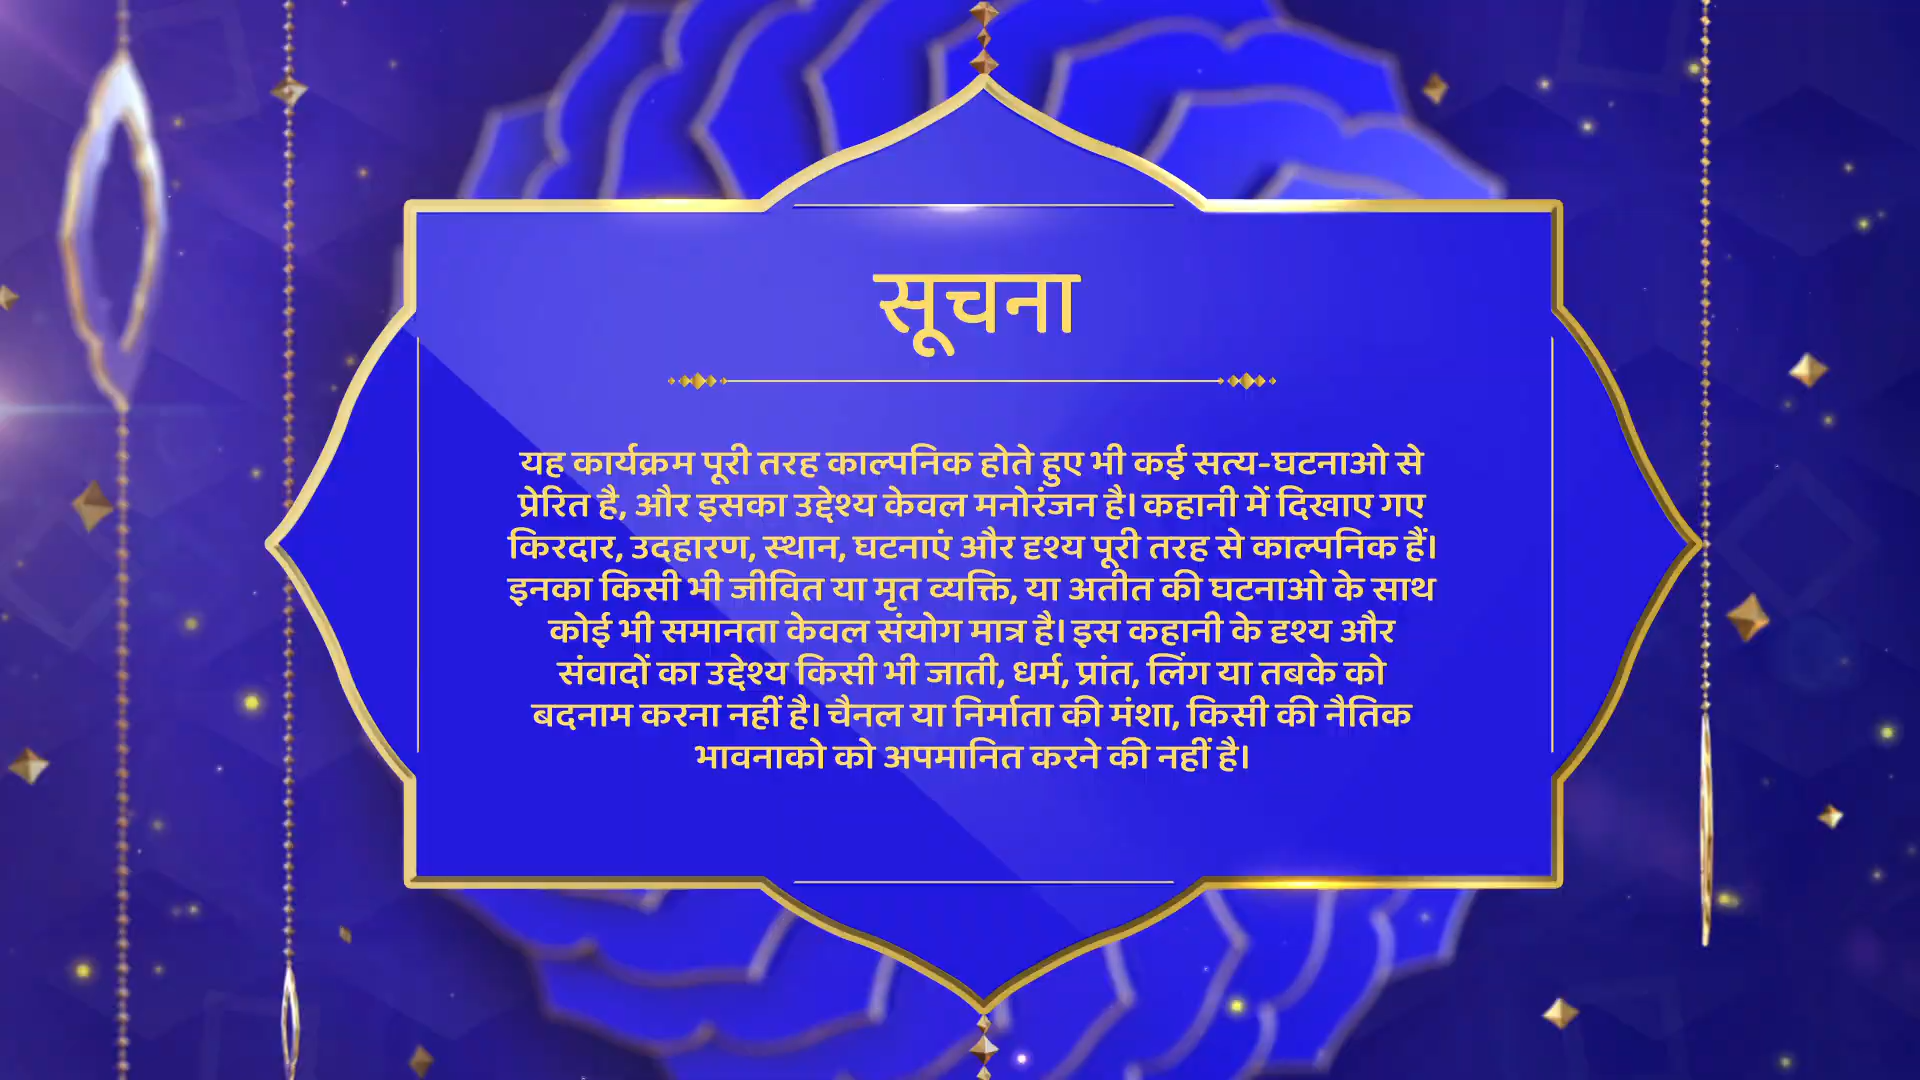 सूचना
यह कार्यक्रम पूरी तरह काल्पनिक होते हुए भी कई सत्य-घटनाओ से
प्रेरित है, और इसका उद्देश्य केवल मनोरंजन है। कहानी में दिखाए गए
किरदार, उदहारण, स्थान, घटनाएं और दृश्य पूरी तरह से काल्पनिक हैं।
इनका किसी भी जीवित या मृत व्यक्ति, या अतीत की घटनाओ के साथ
कोई भी समानता केवल संयोग मात्र है। इस कहानी के दृश्य और
संवादों का उद्देश्य किसी भी जाती, धर्म, प्रांत, लिंग या तबके को
बदनाम करना नहीं है। चैनल या निर्माता की मंशा, किसी की नैतिक
भावनाको को अपमानित करने की नहीं है।